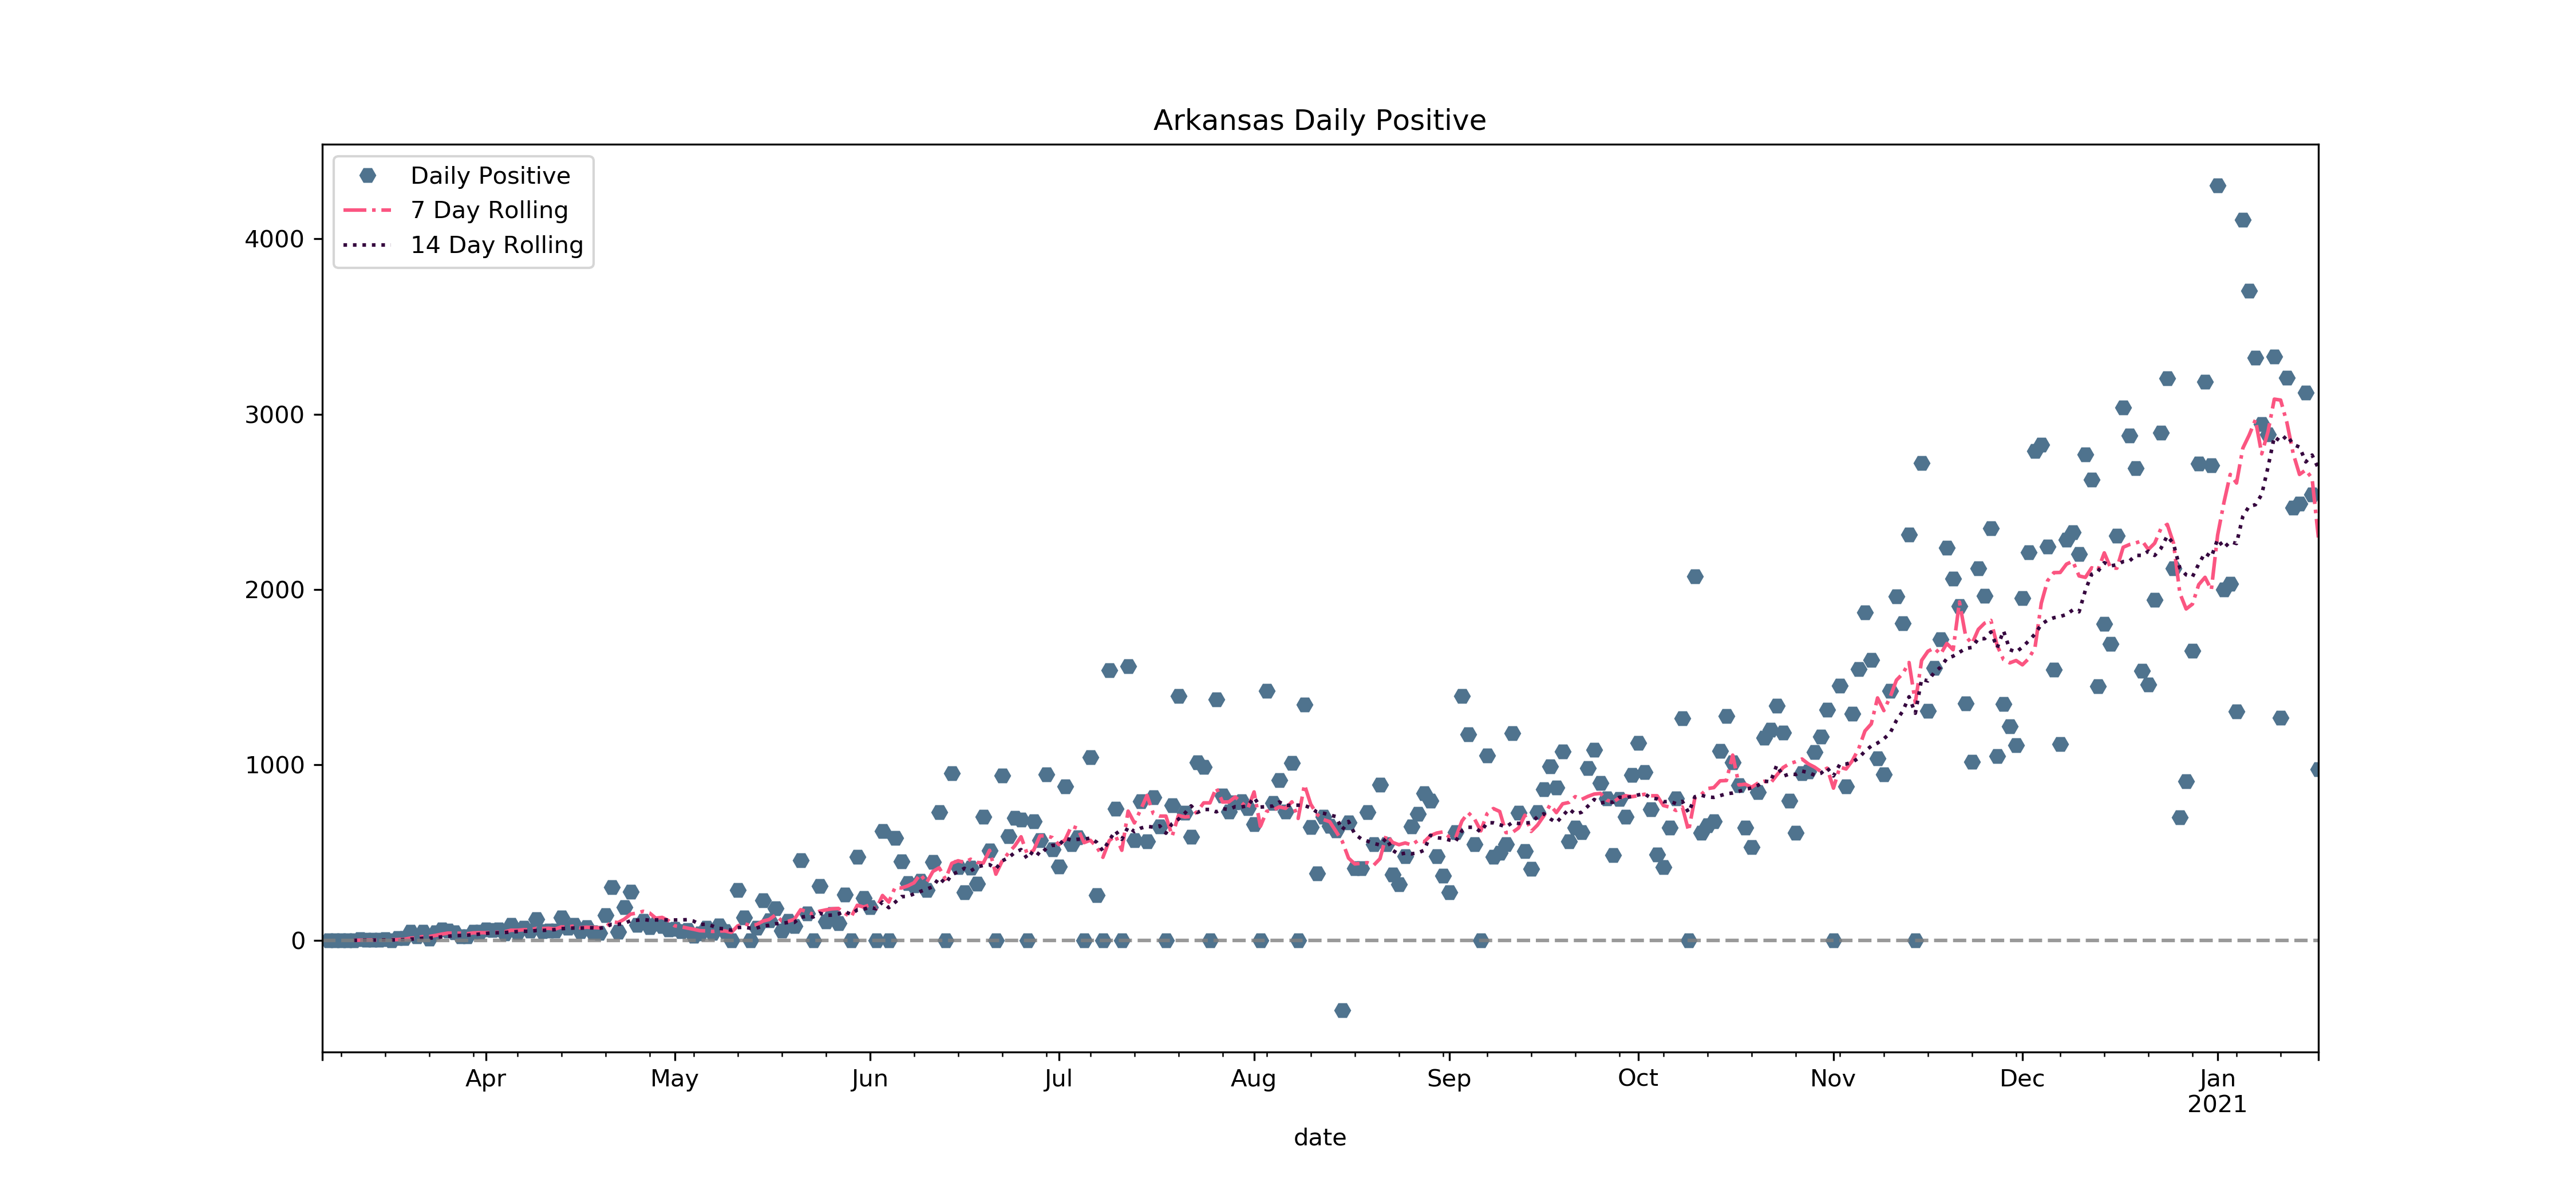 Arkansas Daily Positive
Daily Positive
7 Day Rolling
14 Day Rolling
4000
3000
2000
1000
0
Apr May Jun Jul Aug Sep Oct Nov Dec Jan
2021
date